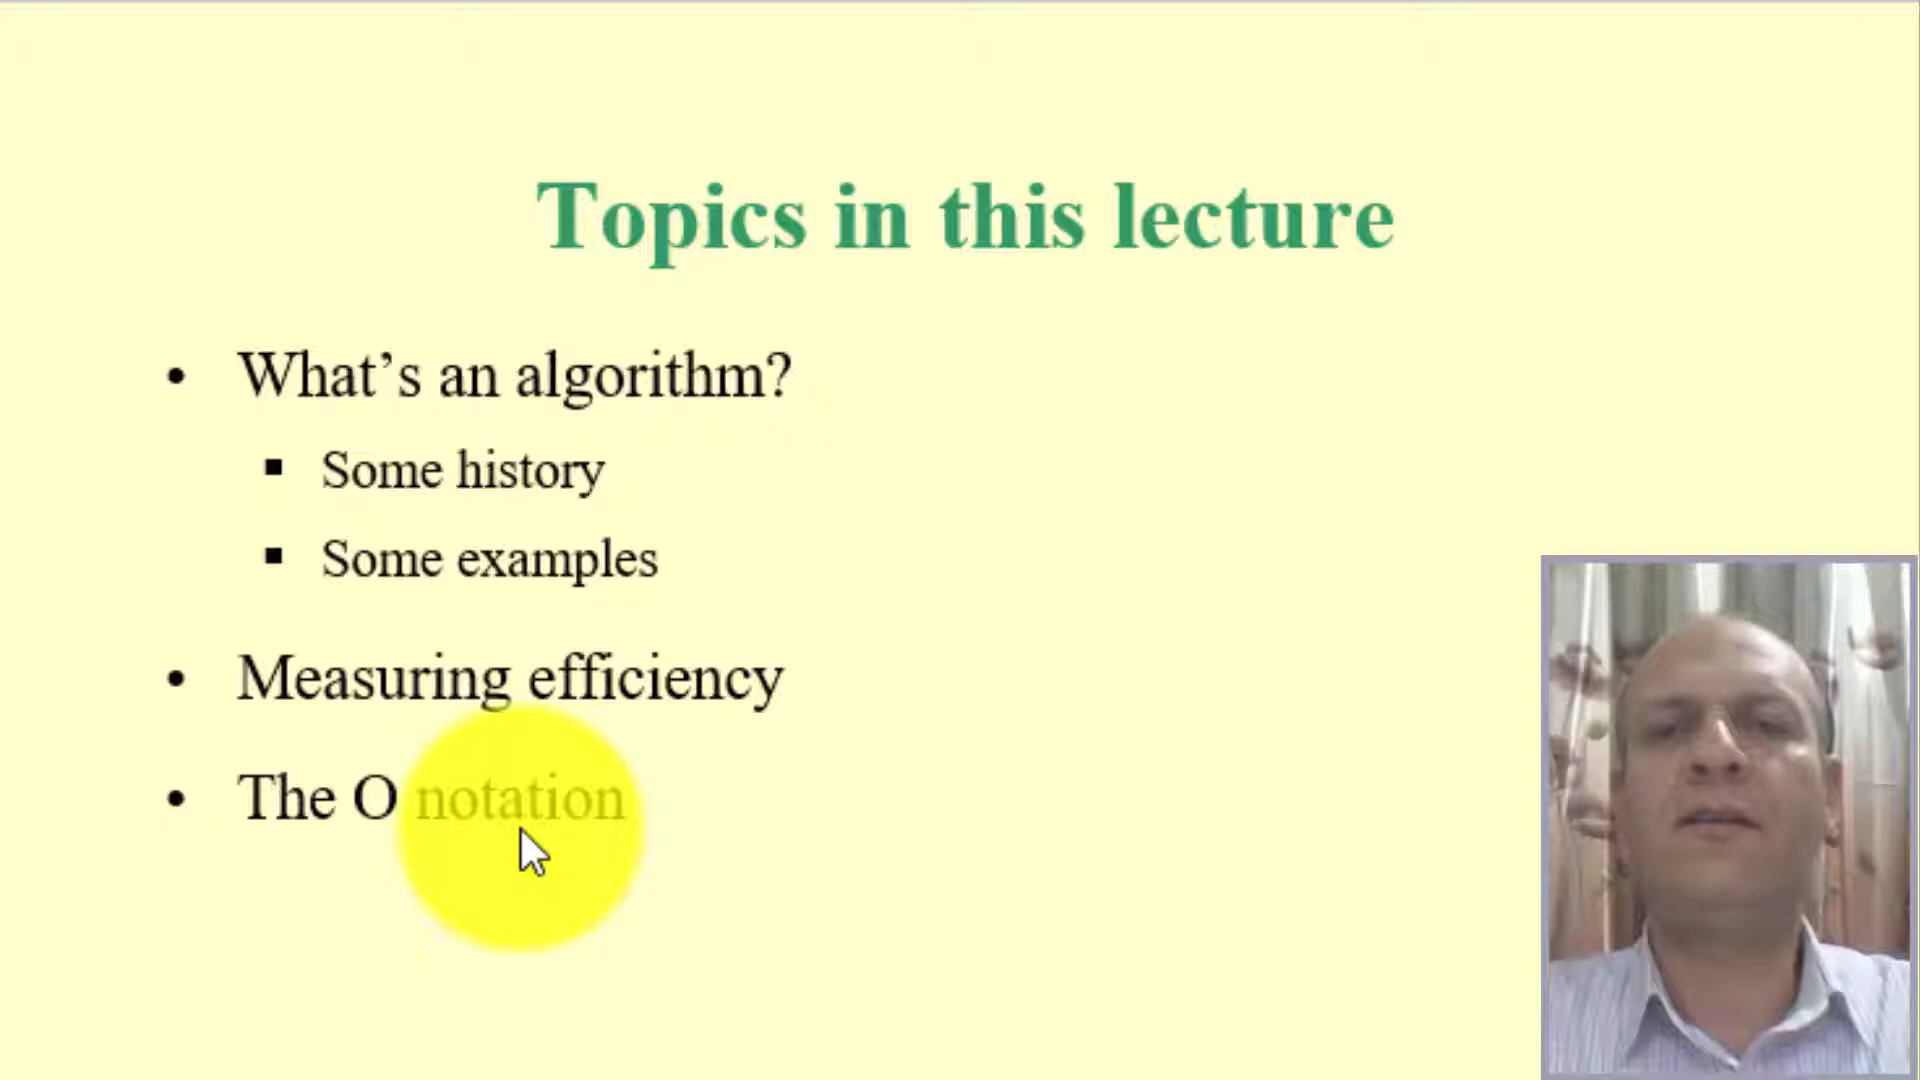 Topics in this lecture
• What’s an algorithm?
▪ Some history
▪ Some examples
• Measuring efficiency
• The O notation